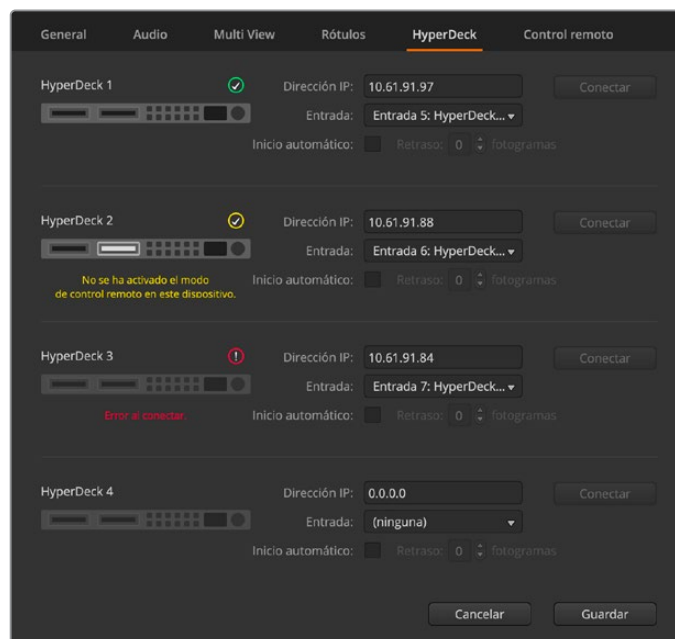 General Audio Multi View Rótulos HyperDeck Control remoto
HyperDeck 1 Dirección IP: 10.61.91.97 Conectar
Entrada: Entrada 5: HyperDeck...
Inicio automático: Retraso: 0 fotogramas
HyperDeck 2 Dirección IP: 10.61.91.88 Conectar
Entrada: Entrada 6: HyperDeck...
No se ha activado el modo
de control remoto en este dispositivo.
Inicio automático: Retraso: 0 fotogramas
HyperDeck 3 Dirección IP: 10.61.91.84 Conectar
Entrada: Entrada 7: HyperDeck...
Error al conectar. Inicio automático: Retraso: 0 fotogramas
HyperDeck 4 Dirección IP: 0.0.0.0 Conectar
Entrada: (ninguna)
Inicio automático: Retraso: 0 fotogramas
Cancelar Guardar